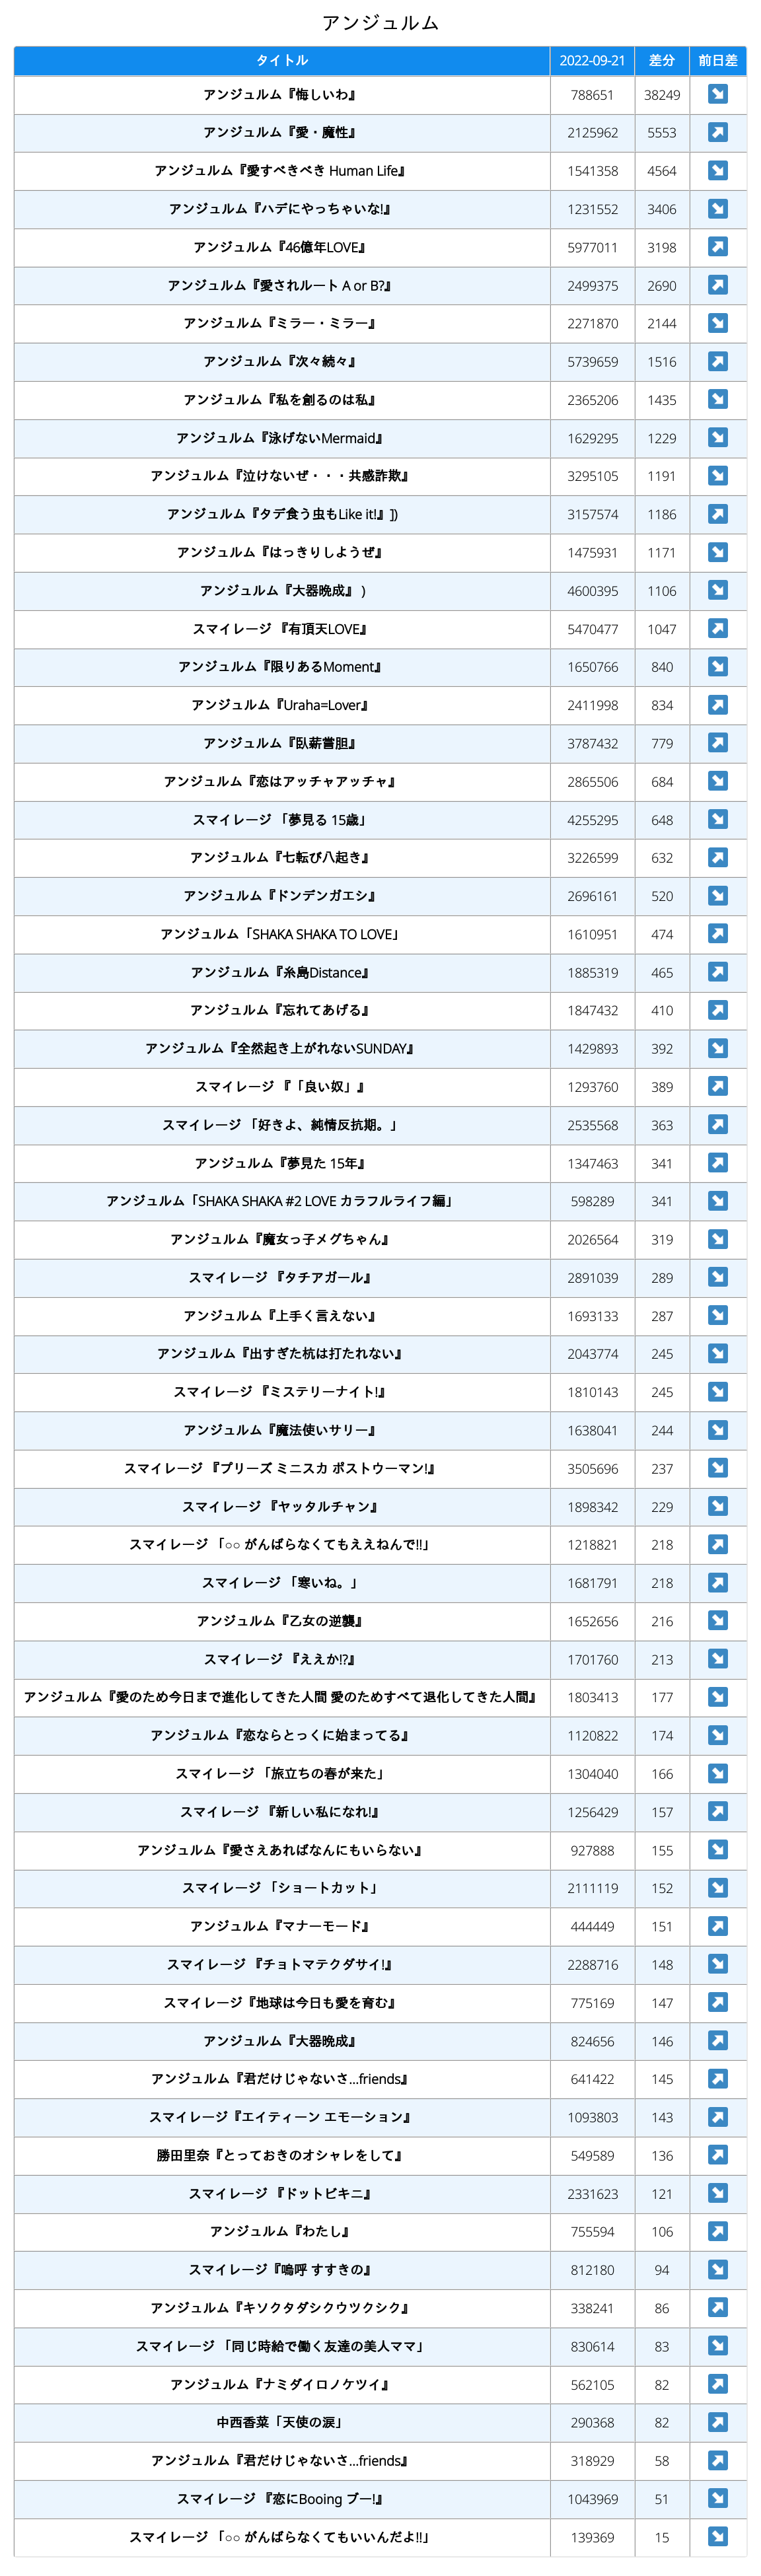 アンジュルム
タイトル 2022-09-21 差分 前日差
アンジュルム『悔しいわ』 788651 38249 ↘
アンジュルム『愛・魔性』 2125962 5553 ↗
アンジュルム『愛すべきべき Human Life』 1541358 4564 ↘
アンジュルム『ハデにやっちゃいな!』 1231552 3406 ↘
アンジュルム『46億年LOVE』 5977011 3198 ↗
アンジュルム『愛されルート A or B?』 2499375 2690 ↗
アンジュルム『ミラー・ミラー』 2271870 2144 ↘
アンジュルム『次々続々』 5739659 1516 ↗
アンジュルム『私を創るのは私』 2365206 1435 ↘
アンジュルム『泳げないMermaid』 1629295 1229 ↘
アンジュルム『泣けないぜ・・・共感詐欺』 3295105 1191 ↘
アンジュルム『タデ食う虫もLike it!』]) 3157574 1186 ↗
アンジュルム『はっきりしようぜ』 1475931 1171 ↘
アンジュルム『大器晩成』 ) 4600395 1106 ↘
スマイレージ 『有頂天LOVE』 5470477 1047 ↗
アンジュルム『限りあるMoment』 1650766 840 ↘
アンジュルム『Uraha=Lover』 2411998 834 ↗
アンジュルム『臥薪嘗胆』 3787432 779 ↗
アンジュルム『恋はアッチャアッチャ』 2865506 684 ↘
スマイレージ 「夢見る 15歳」 4255295 648 ↘
アンジュルム『七転び八起き』 3226599 632 ↗
アンジュルム『ドンデンガエシ』 2696161 520 ↘
アンジュルム「SHAKA SHAKA TO LOVE」 1610951 474 ↗
アンジュルム『糸島Distance』 1885319 465 ↗
アンジュルム『忘れてあげる』 1847432 410 ↗
アンジュルム『全然起き上がれないSUNDAY』 1429893 392 ↘
スマイレージ 『「良い奴」』 1293760 389 ↗
スマイレージ 「好きよ、純情反抗期。」 2535568 363 ↗
アンジュルム『夢見た 15年』 1347463 341 ↗
アンジュルム「SHAKA SHAKA #2 LOVE カラフルライフ編」 598289 341 ↘
アンジュルム『魔女っ子メグちゃん』 2026564 319 ↘
スマイレージ 『タチアガール』 2891039 289 ↘
アンジュルム『上手く言えない』 1693133 287 ↘
アンジュルム『出すぎた杭は打たれない』 2043774 245 ↘
スマイレージ 『ミステリーナイト!』 1810143 245 ↘
アンジュルム『魔法使いサリー』 1638041 244 ↘
スマイレージ 『プリーズ ミニスカ ポストウーマン!』 3505696 237 ↘
スマイレージ 『ヤッタルチャン』 1898342 229 ↘
スマイレージ 「○○ がんばらなくてもええねんで!!」 1218821 218 ↗
スマイレージ 「寒いね。」 1681791 218 ↗
アンジュルム『乙女の逆襲』 1652656 216 ↘
スマイレージ 『ええか!?』 1701760 213 ↘
アンジュルム『愛のため今日まで進化してきた人間 愛のためすべて退化してきた人間』 1803413 177 ↘
アンジュルム『恋ならとっくに始まってる』 1120822 174 ↘
スマイレージ 「旅立ちの春が来た」 1304040 166 ↘
スマイレージ 『新しい私になれ!』 1256429 157 ↗
アンジュルム『愛さえあればなんにもいらない』 927888 155 ↘
スマイレージ 「ショートカット」 2111119 152 ↘
アンジュルム『マナーモード』 444449 151 ↗
スマイレージ 『チョトマテクダサイ!』 2288716 148 ↘
スマイレージ『地球は今日も愛を育む』 775169 147 ↗
アンジュルム『大器晩成』 824656 146 ↗
アンジュルム『君だけじゃないさ...friends』 641422 145 ↗
スマイレージ『エイティーン エモーション』 1093803 143 ↗
勝田里奈『とっておきのオシャレをして』 549589 136 ↗
スマイレージ 『ドットビキニ』 2331623 121 ↘
アンジュルム『わたし』 755594 106 ↗
スマイレージ『嗚呼 すすきの』 812180 94 ↘
アンジュルム『キソクタダシクウツクシク』 338241 86 ↗
スマイレージ 「同じ時給で働く友達の美人ママ」 830614 83 ↘
アンジュルム『ナミダイロノケツイ』 562105 82 ↗
中西香菜「天使の涙」 290368 82 ↗
アンジュルム『君だけじゃないさ...friends』 318929 58 ↗
スマイレージ 『恋にBooing ブー!』 1043969 51 ↘
スマイレージ 「○○ がんばらなくてもいいんだよ!!」 139369 15 ↘